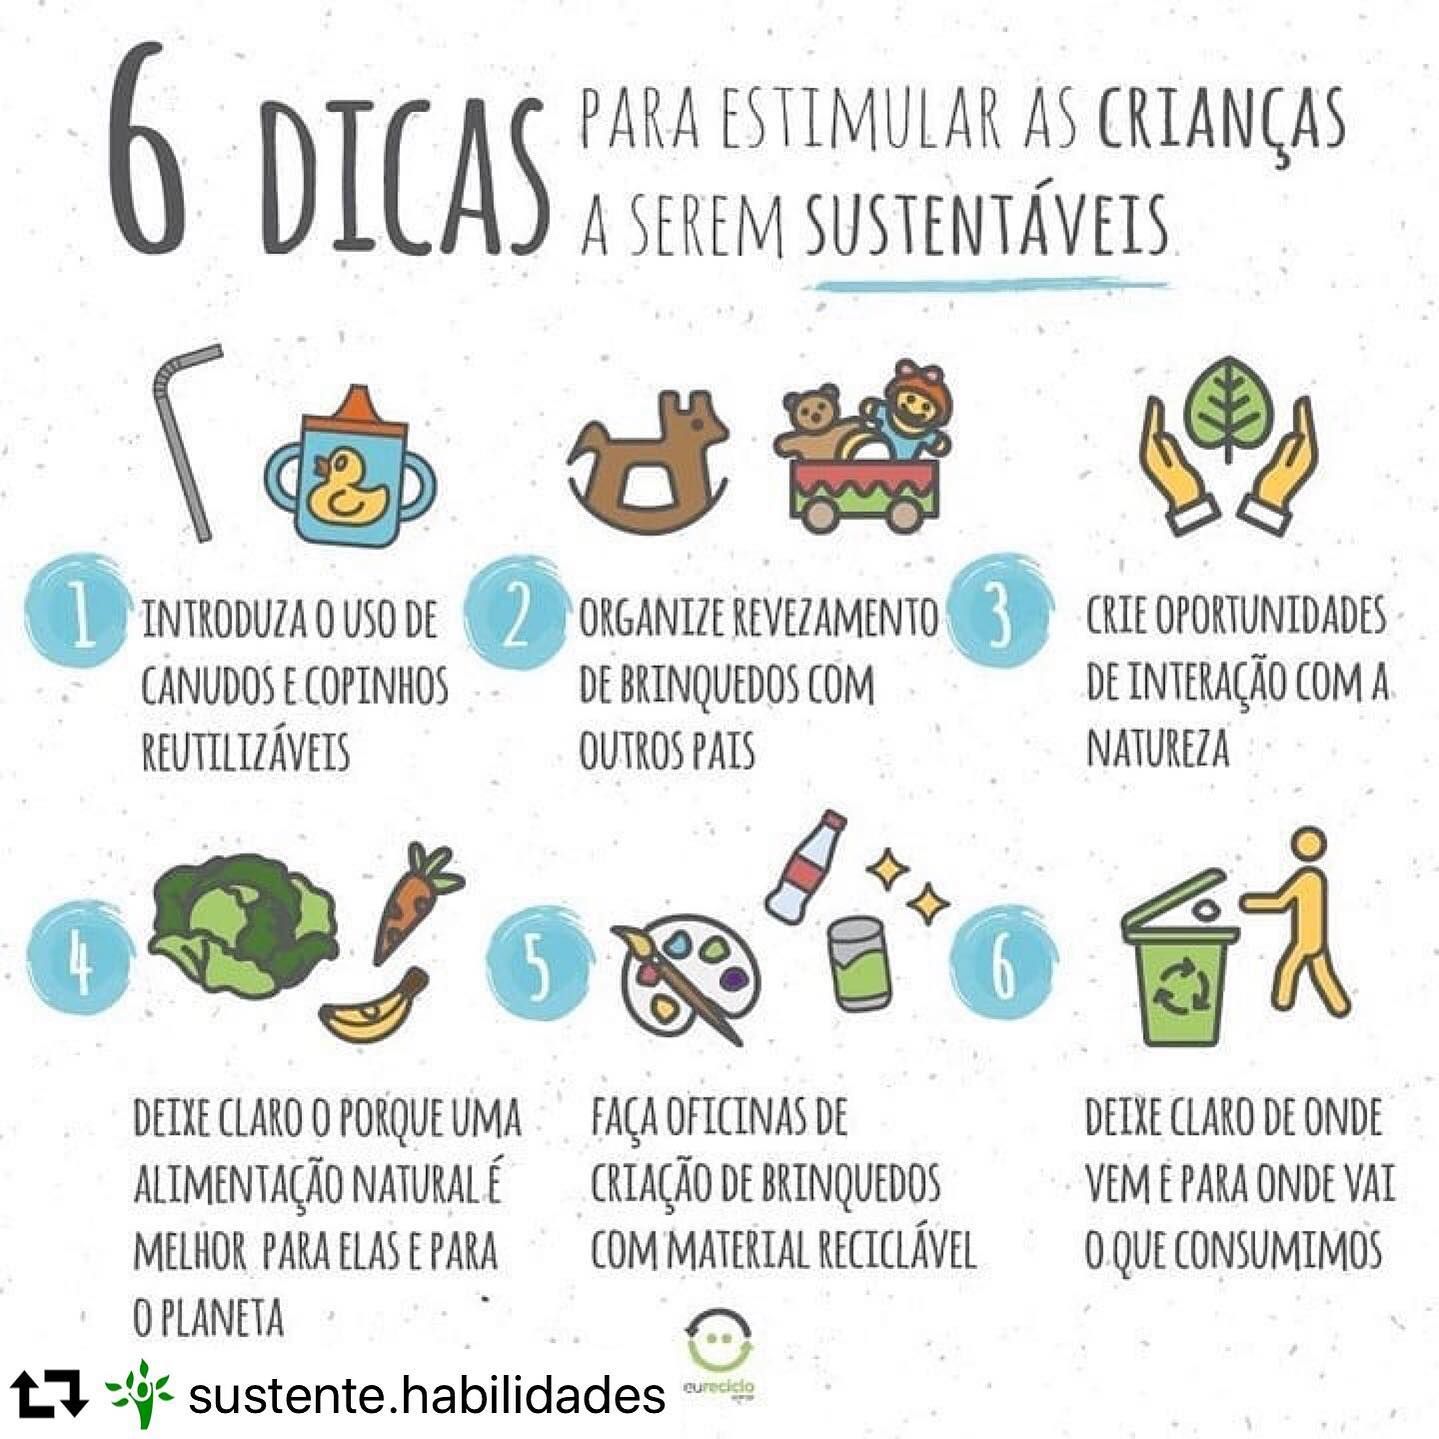 6 DICAS PARA ESTIMULAR AS CRIANÇAS
A SEREM SUSTENTÁVEIS
1 INTRODUZA O USO DE
CANUDOS E COPINHOS
REUTILIZÁVEIS
2 ORGANIZE REVEZAMENTO
DE BRINQUEDOS COM
OUTROS PAIS
3 CRIE OPORTUNIDADES
DE INTERAÇÃO COM A
NATUREZA
4
DEIXE CLARO O PORQUE UMA
ALIMENTAÇÃO NATURAL É
MELHOR PARA ELAS E PARA
O PLANETA
5
FAÇA OFICINAS DE
CRIAÇÃO DE BRINQUEDOS
COM MATERIAL RECICLÁVEL
6
DEIXE CLARO DE ONDE
VEM E PARA ONDE VAI
O QUE CONSUMIMOS
eureciclo
sustente.habilidades